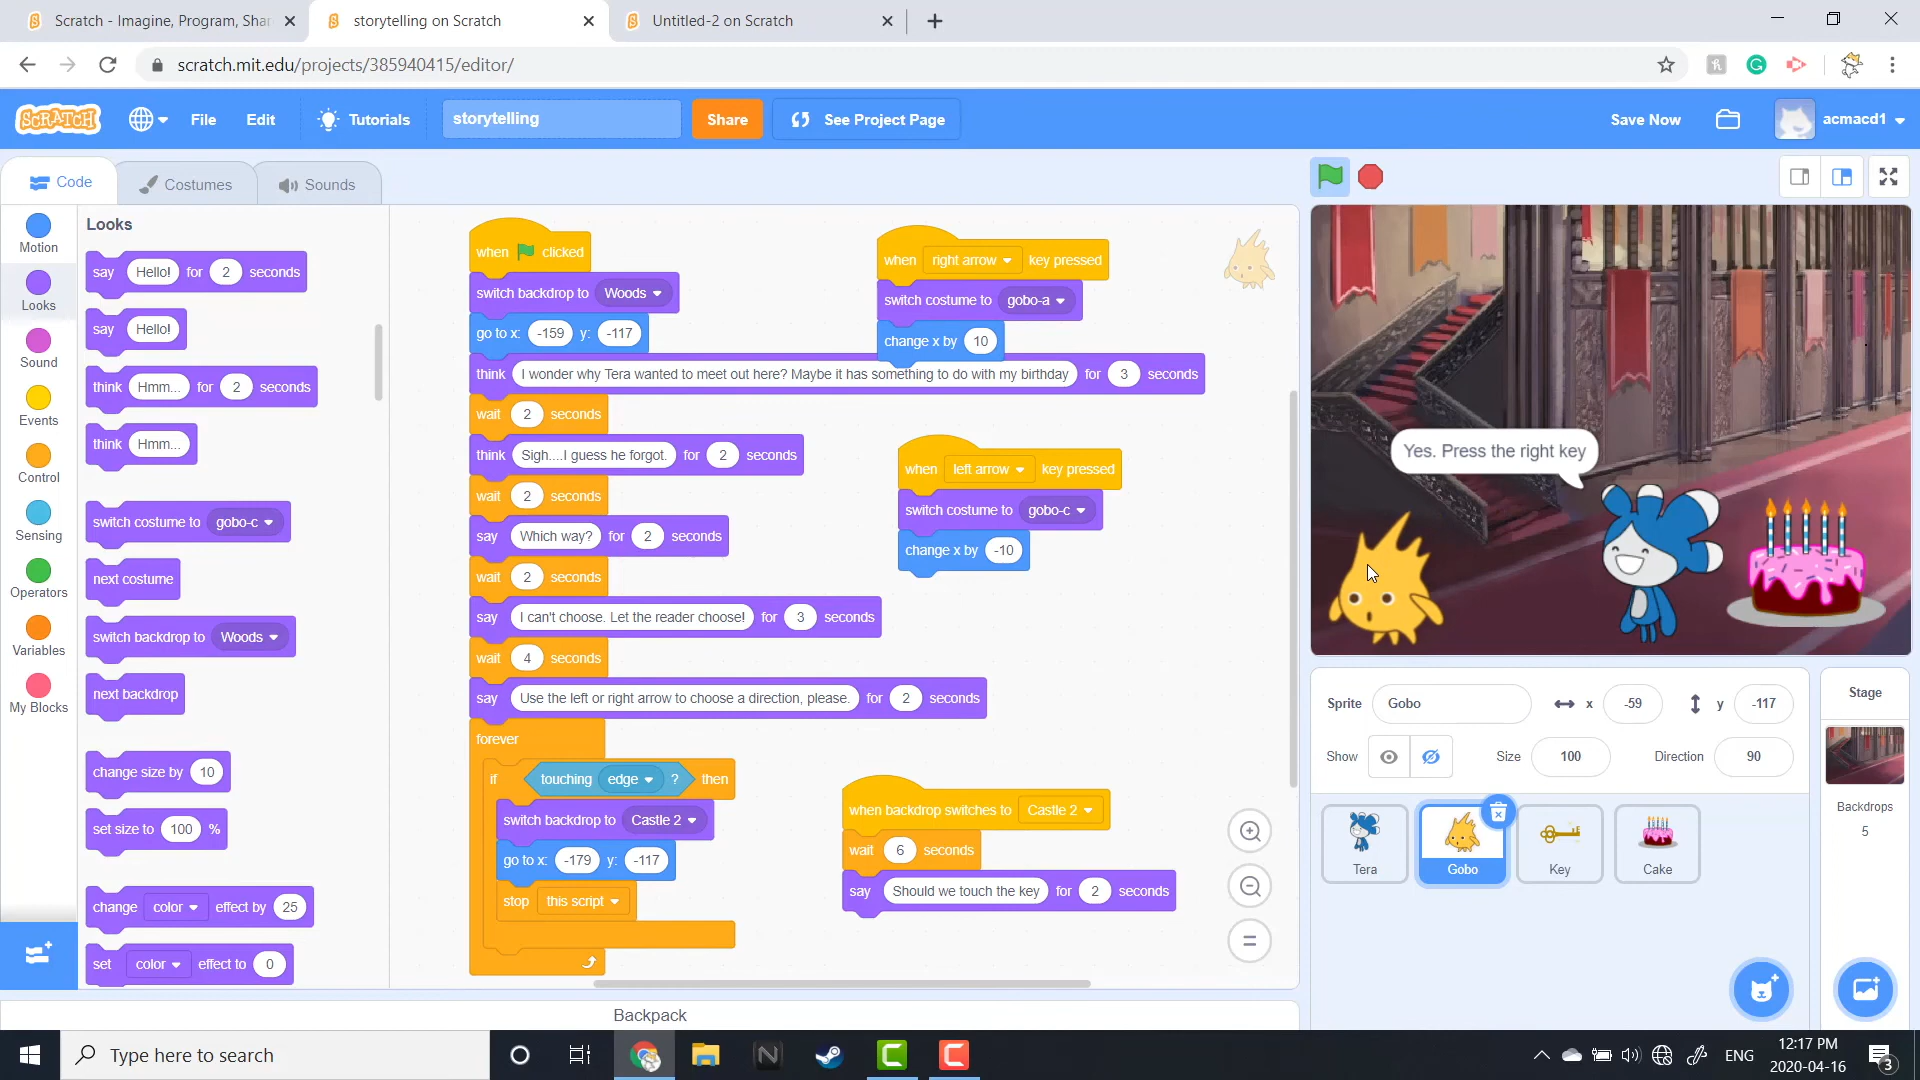 Scratch - Imagine, Program, Shar
storytelling on Scratch
Untitled-2 on Scratch
scratch.mit.edu/projects/385940415/editor/
SCRATCH
File
Edit
Tutorials
storytelling
Share
See Project Page
Save Now
acmacd1
Code
Costumes
Sounds
Motion
Looks
Sound
Events
Control
Sensing
Operators
Variables
My Blocks
Looks
say Hello! for 2 seconds
say Hello!
think Hmm... for 2 seconds
think Hmm...
switch costume to gobo-c
next costume
switch backdrop to Woods
next backdrop
change size by 10
set size to 100 %
change color effect by 25
set color effect to 0
when clicked
switch backdrop to Woods
go to x: -159 y: -117
think I wonder why Tera wanted to meet out here? Maybe it has something to do with my birthday for 3 seconds
wait 2 seconds
think Sigh....I guess he forgot. for 2 seconds
wait 2 seconds
say Which way? for 2 seconds
wait 2 seconds
say I can't choose. Let the reader choose! for 3 seconds
wait 4 seconds
say Use the left or right arrow to choose a direction, please. for 2 seconds
forever
if touching edge ? then
switch backdrop to Castle 2
go to x: -179 y: -117
stop this script
when right arrow key pressed
switch costume to gobo-a
change x by 10
when left arrow key pressed
switch costume to gobo-c
change x by -10
when backdrop switches to Castle 2
wait 6 seconds
say Should we touch the key for 2 seconds
Yes. Press the right key
Sprite Gobo x -59 y -117
Show Size 100 Direction 90
Tera
Gobo
Key
Cake
Stage
Backdrops
5
Backpack
Type here to search
ENG
12:17 PM
2020-04-16
3